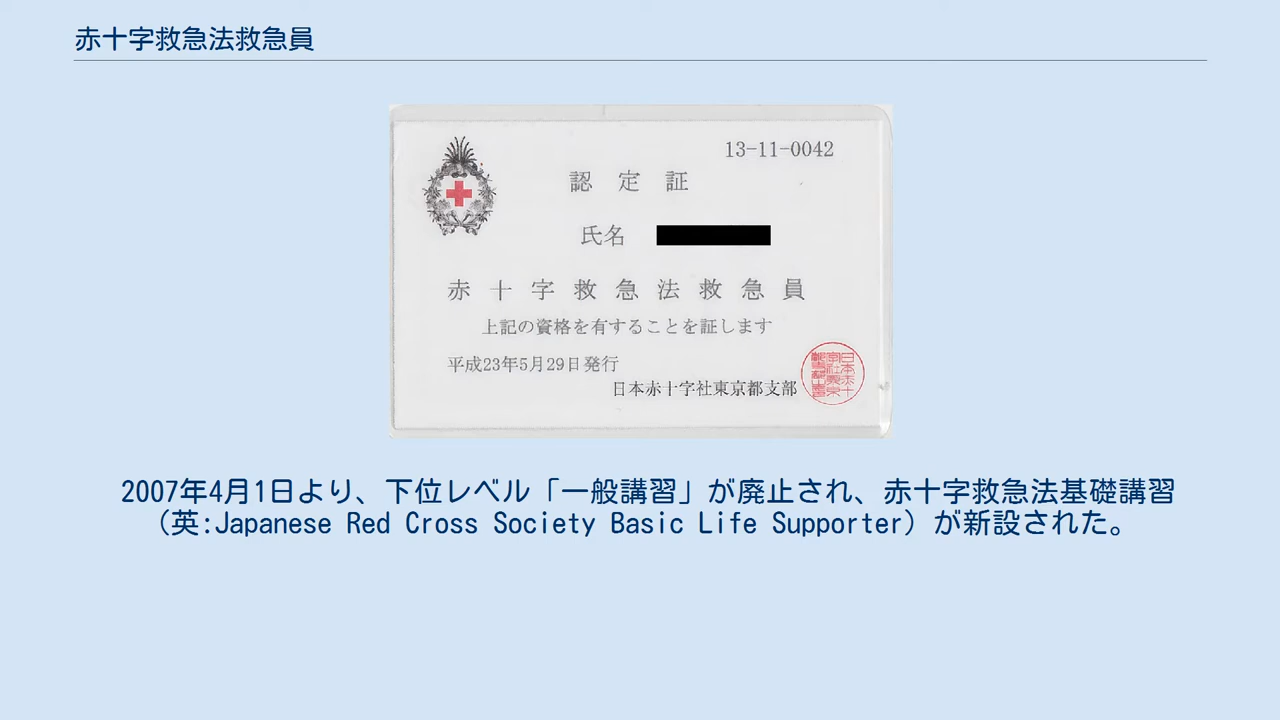 赤十字救急法救急員
13-11-0042
認定証
氏名
赤十字救急法救急員
上記の資格を有することを証します
平成23年5月29日発行
日本赤十字社東京都支部
2007年4月1日より、下位レベル「一般講習」が廃止され、赤十字救急法基礎講習
（英:Japanese Red Cross Society Basic Life Supporter）が新設された。